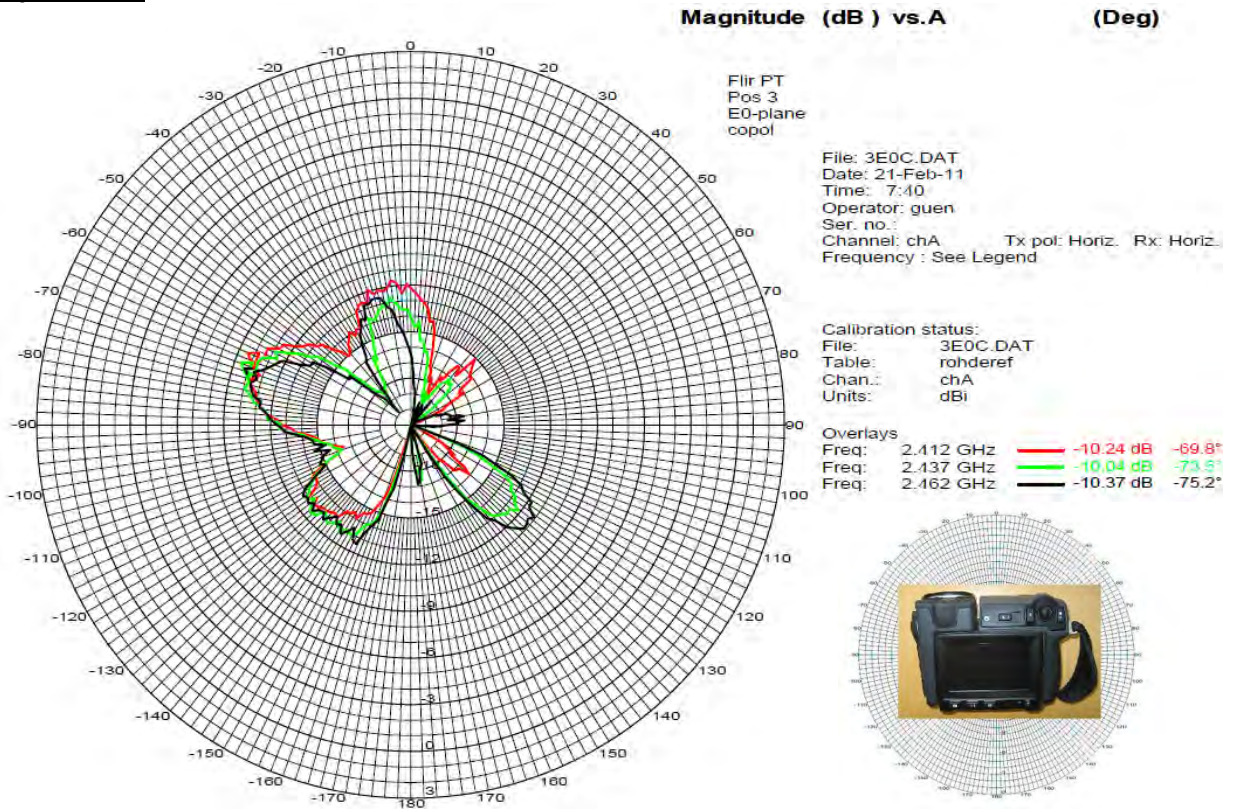 Magnitude (dB ) vs.A (Deg)
Flir PT
Pos 3
E0-plane
copol
File: 3E0C.DAT
Date: 21-Feb-11
Time: 7:40
Operator: guen
Ser. no.:
Channel: chA Tx pol: Horiz. Rx: Horiz.
Frequency : See Legend
Calibration status:
File: 3E0C.DAT
Table: rohderef
Chan.: chA
Units: dBi
Overlays
Freq: 2.412 GHz -10.24 dB -69.8°
Freq: 2.437 GHz -10.04 dB
Freq: 2.462 GHz -10.37 dB -75.2°
-10 0 10
-20 20
-30 30
-40 40
-50 50
-60 60
-70 70
-80 80
-90 90
-100 100
-110 110
-120 120
-130 130
-140 140
-150 150
-160 160
-170 180 170
-15
-12
-9
-6
-3
0
3